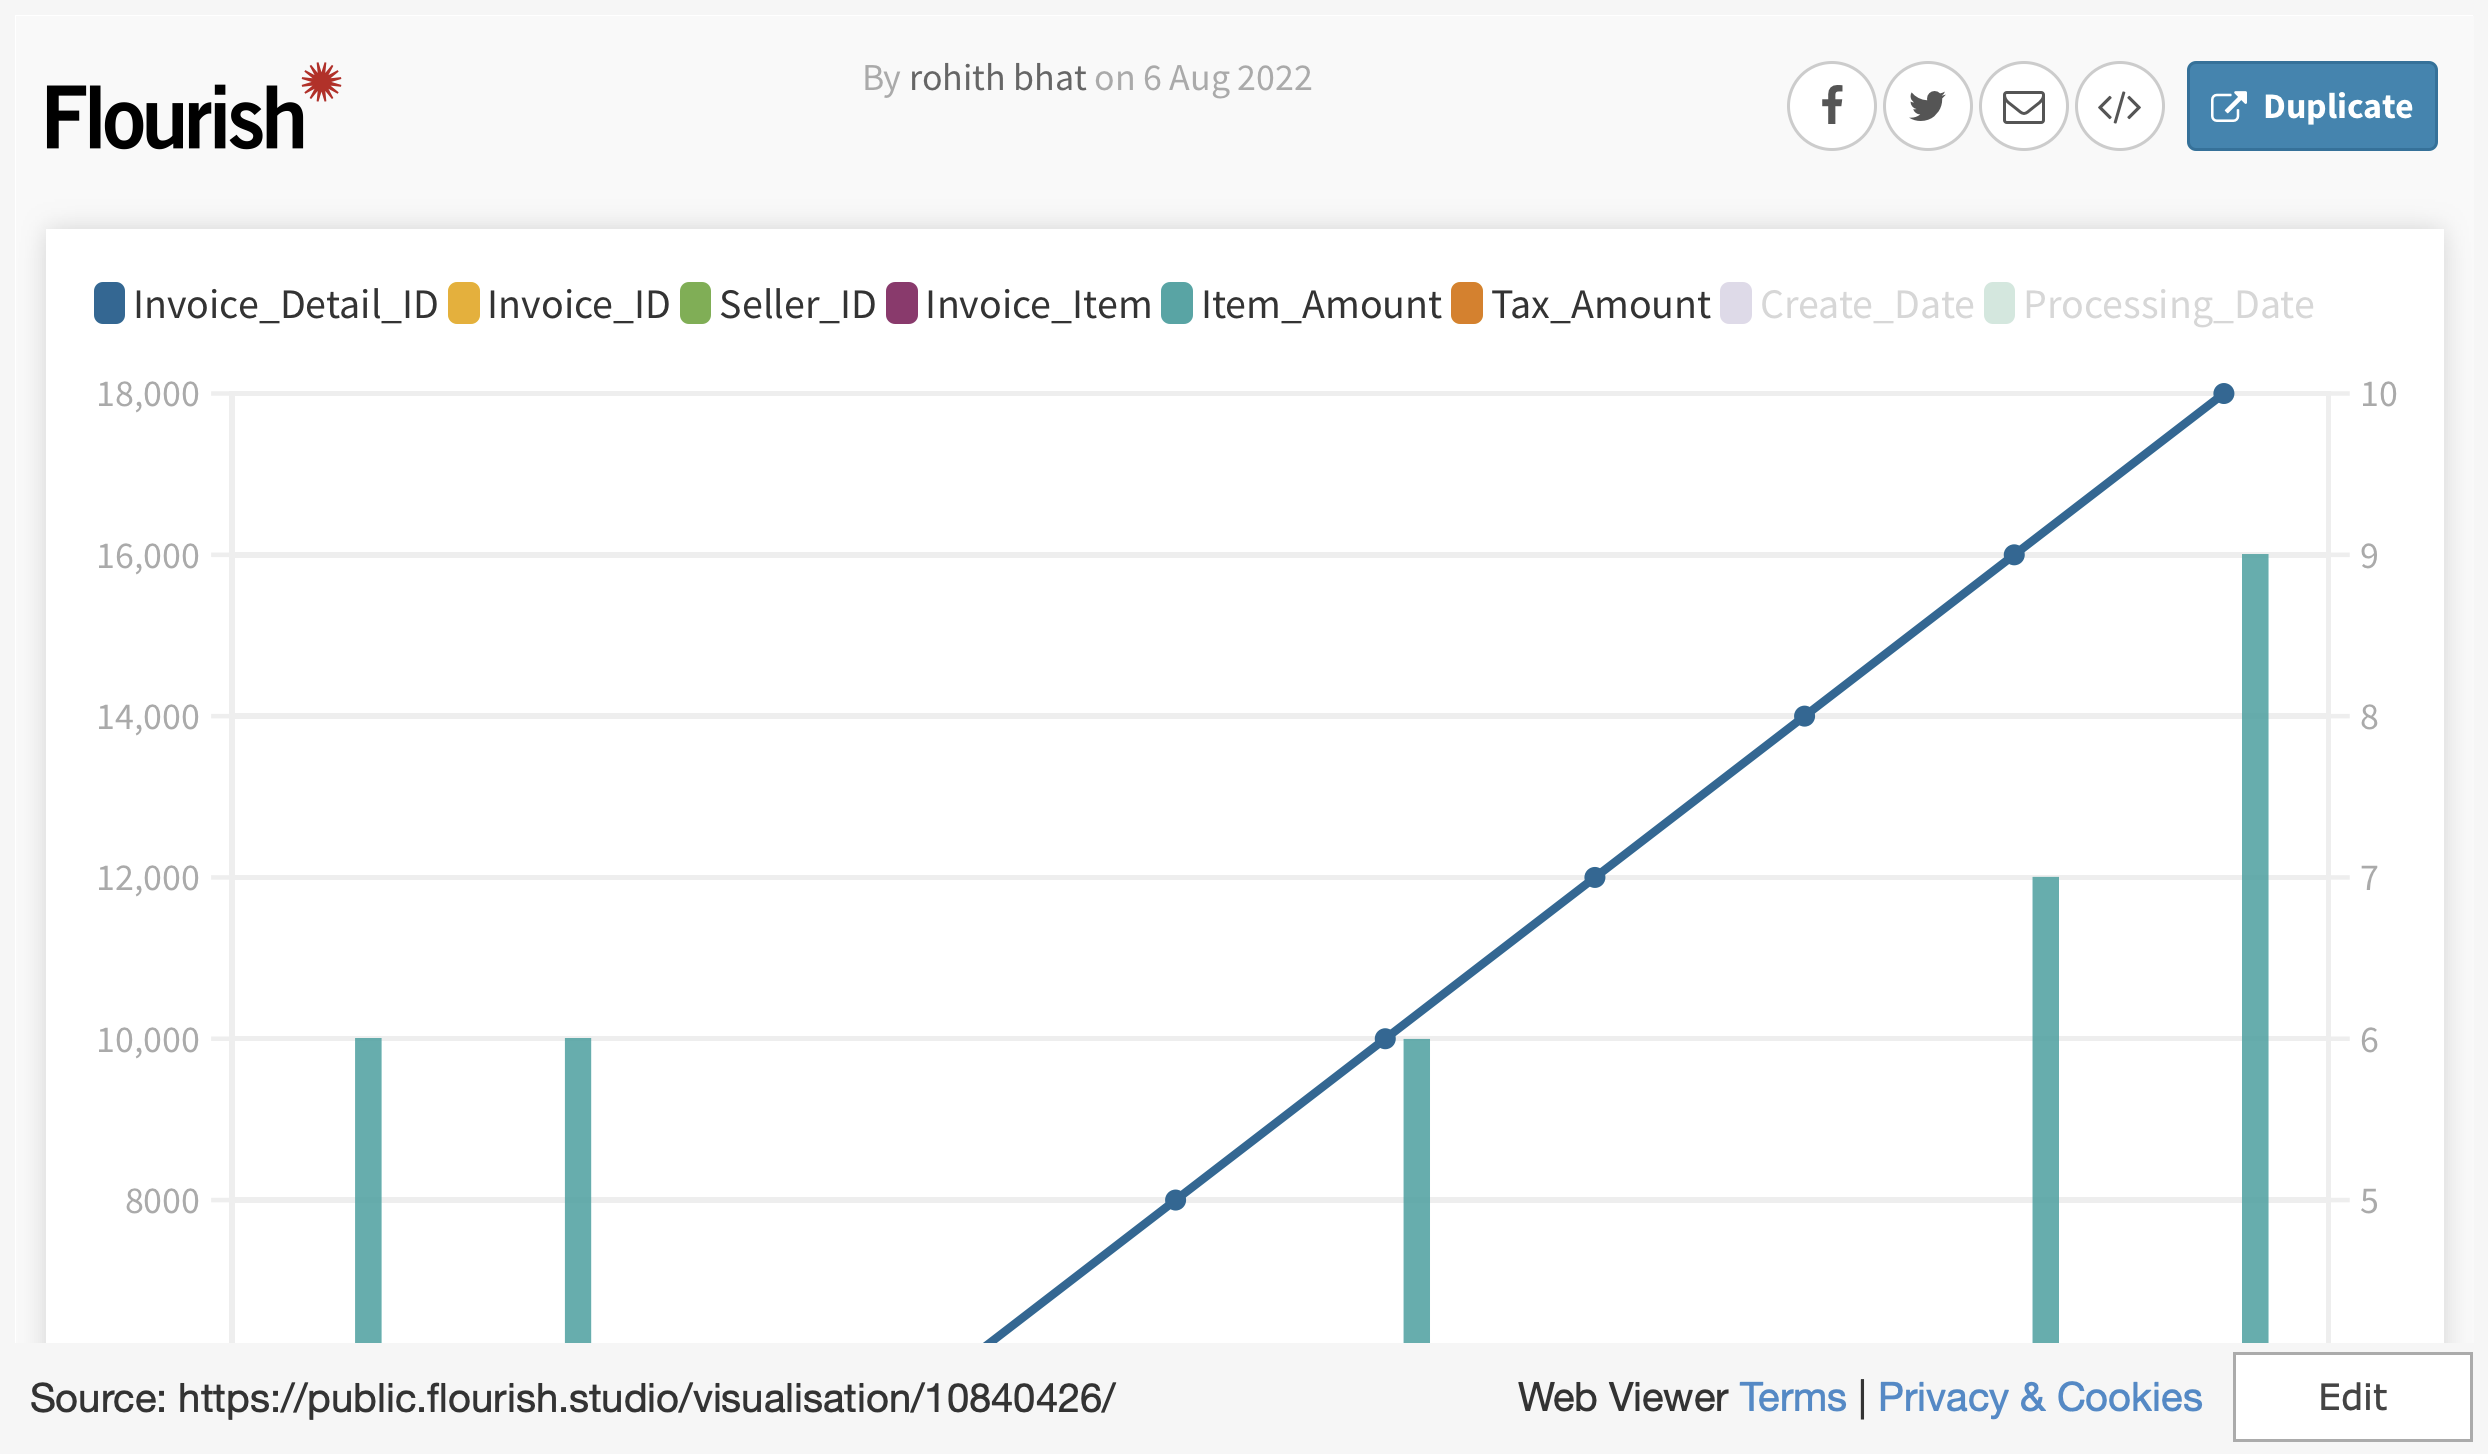 Flourish
By rohith bhat on 6 Aug 2022
Duplicate
Invoice_Detail_ID Invoice_ID Seller_ID Invoice_Item Item_Amount Tax_Amount Create_Date Processing_Date
18,000 10
16,000 9
14,000 8
12,000 7
10,000 6
8000 5
Source: https://public.flourish.studio/visualisation/10840426/ Web Viewer Terms | Privacy & Cookies Edit